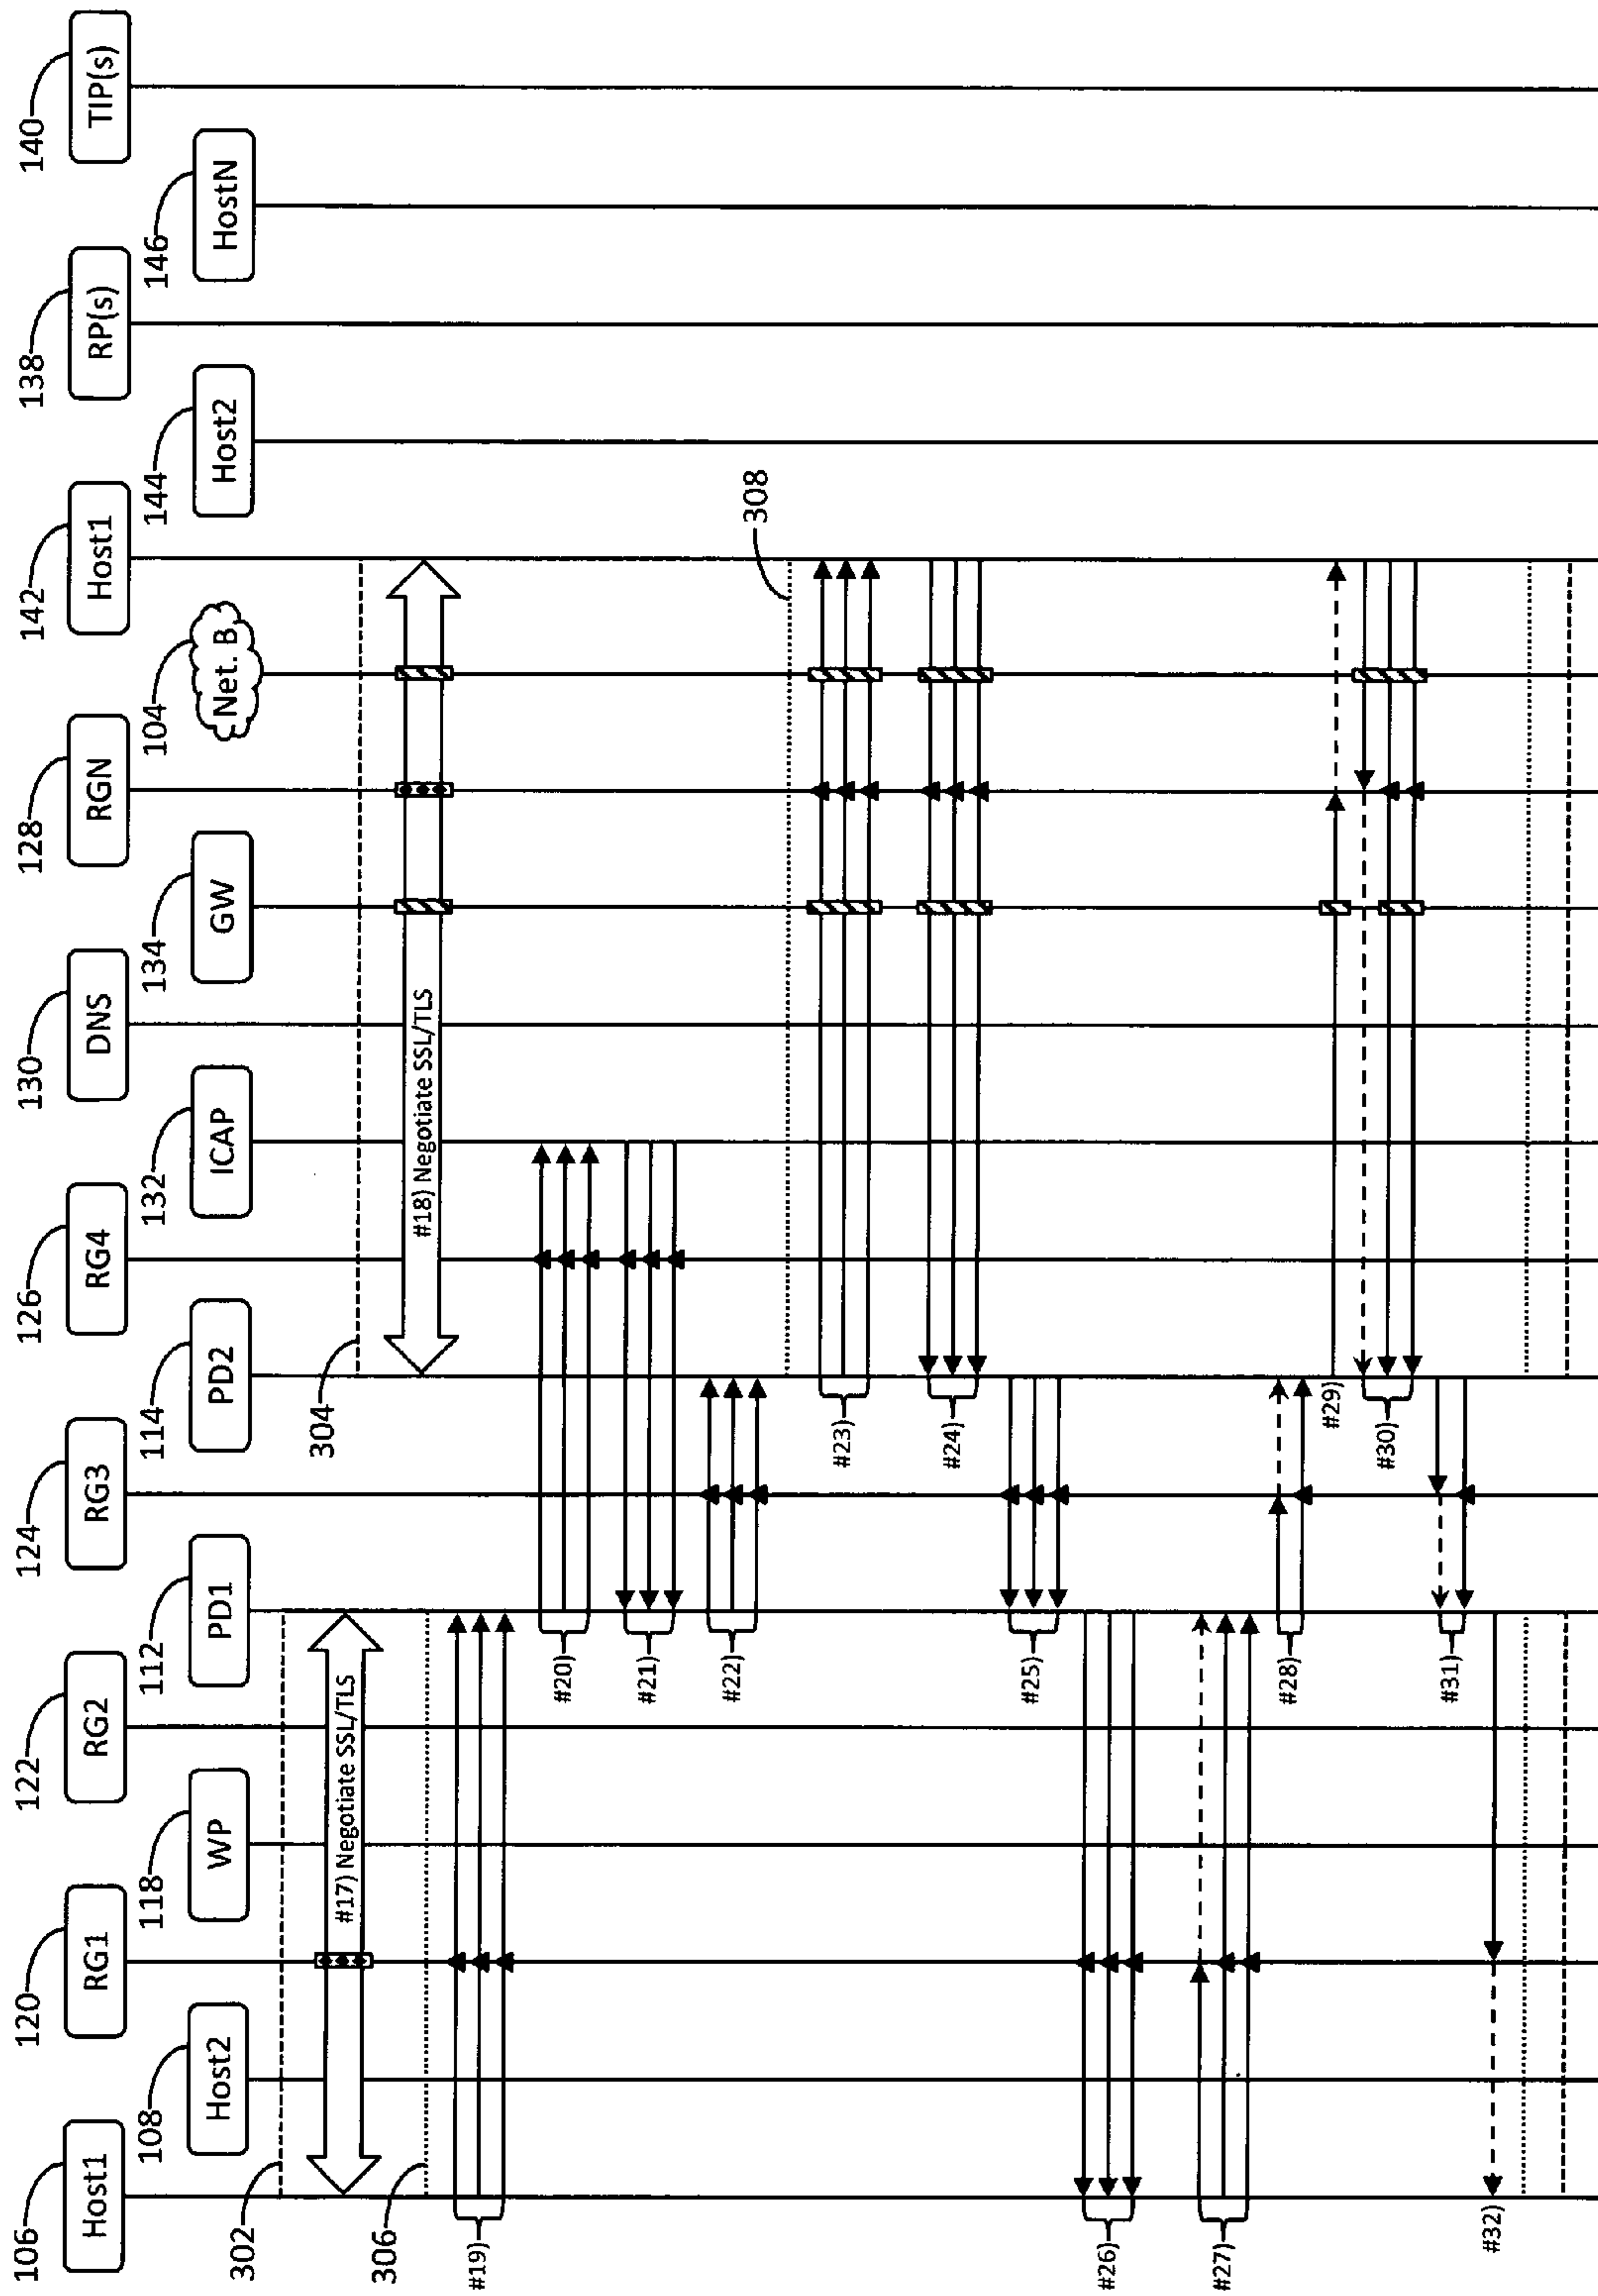 106
Host1
108
Host2
120
RG1
118
WP
122
RG2
112
PD1
124
RG3
114
PD2
126
RG4
132
ICAP
130
DNS
134
GW
128
RGN
104
Net. B
142
Host1
144
Host2
138
RP(s)
146
HostN
140
TIP(s)
302
304
#17) Negotiate SSL/TLS
#18) Negotiate SSL/TLS
306
#19)
#20)
#21)
#22)
308
#23)
#24)
#25)
#26)
#27)
#28)
#29)
#30)
#31)
#32)